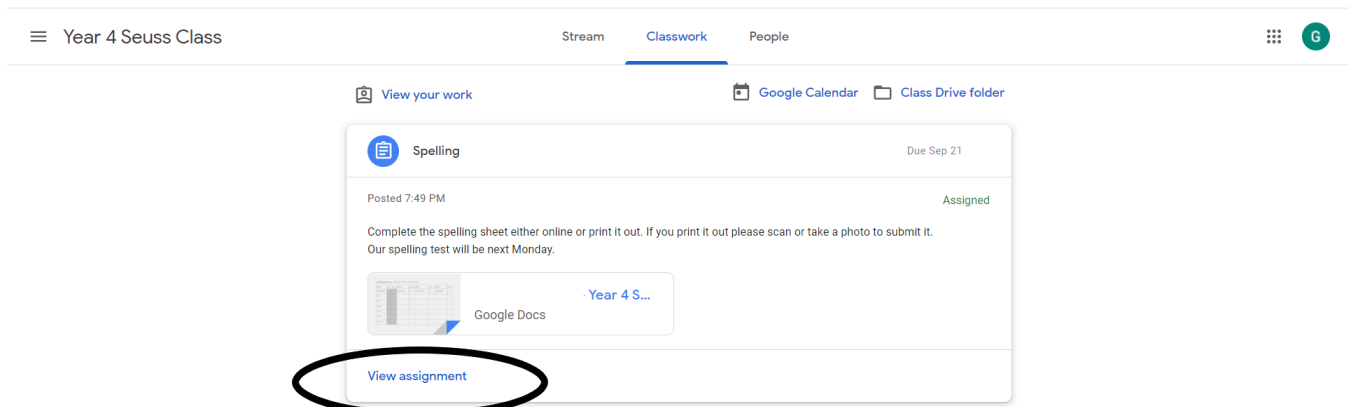 Year 4 Seuss Class
Stream Classwork People
G
View your work
Google Calendar Class Drive folder
Spelling
Due Sep 21
Posted 7:49 PM
Assigned
Complete the spelling sheet either online or print it out. If you print it out please scan or take a photo to submit it.
Our spelling test will be next Monday.
· Year 4 S...
Google Docs
View assignment